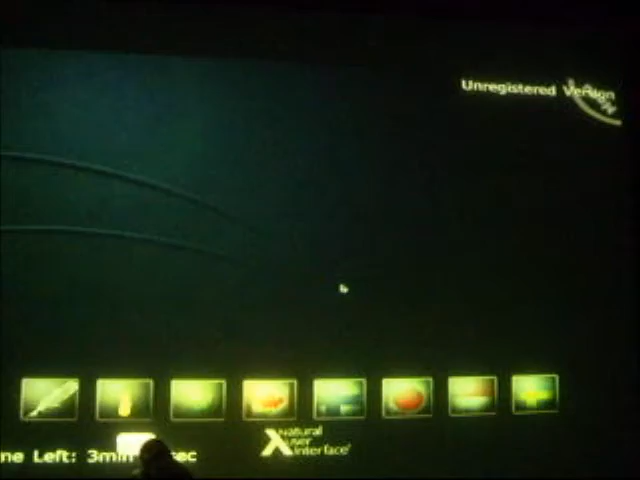 Unregistered Version
Natural
User
Interface
ne Left: 3min sec